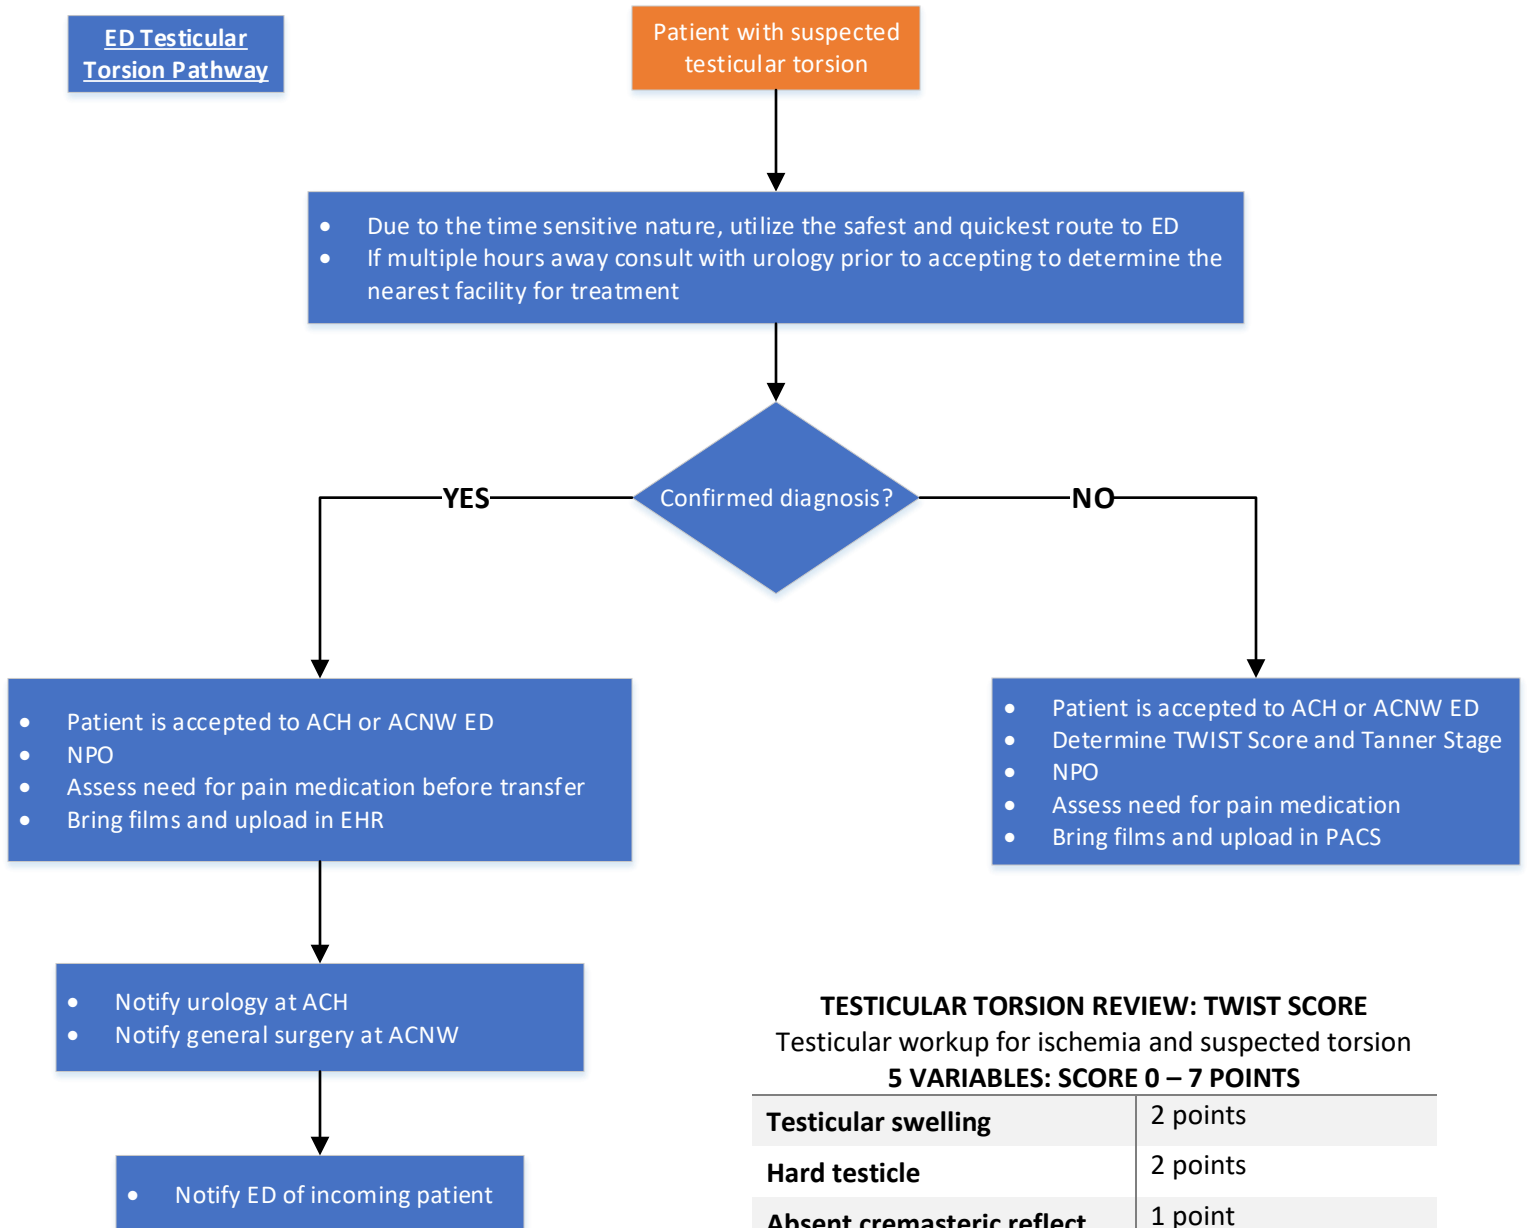 ED Testicular
Torsion Pathway
Patient with suspected
testicular torsion
• Due to the time sensitive nature, utilize the safest and quickest route to ED
• If multiple hours away consult with urology prior to accepting to determine the
nearest facility for treatment
Confirmed diagnosis?
YES
NO
• Patient is accepted to ACH or ACNW ED
• NPO
• Assess need for pain medication before transfer
• Bring films and upload in EHR
• Patient is accepted to ACH or ACNW ED
• Determine TWIST Score and Tanner Stage
• NPO
• Assess need for pain medication
• Bring films and upload in PACS
• Notify urology at ACH
• Notify general surgery at ACNW
• Notify ED of incoming patient
TESTICULAR TORSION REVIEW: TWIST SCORE
Testicular workup for ischemia and suspected torsion
5 VARIABLES: SCORE 0 – 7 POINTS
Testicular swelling 2 points
Hard testicle 2 points
Absent cremasteric reflect 1 point